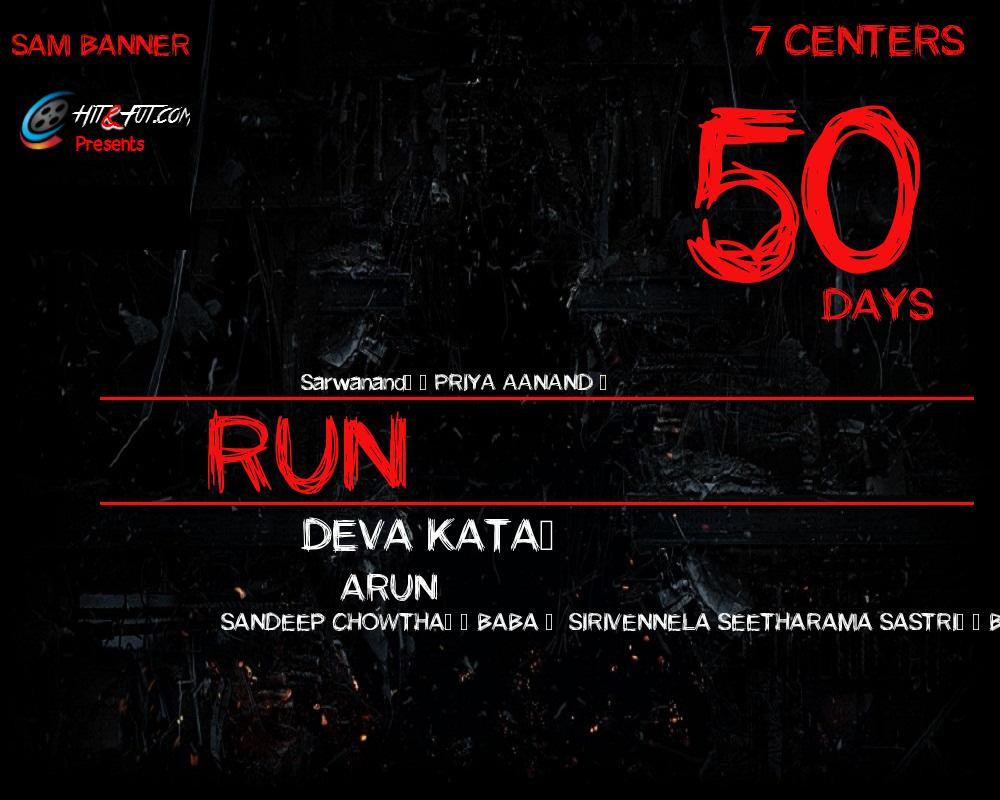 SAMI BANNER
7 CENTERS
HIT&FUT.COM
Presents
50
DAYS
Sarwanand▯ ▯ PRIYA AANAND ▯
RUN
DEVA KATA▯
ARUN
SANDEEP CHOWTHA▯ ▯ BABA ▯ SIRIVENNELA SEETHARAMA SASTRI▯ ▯ B